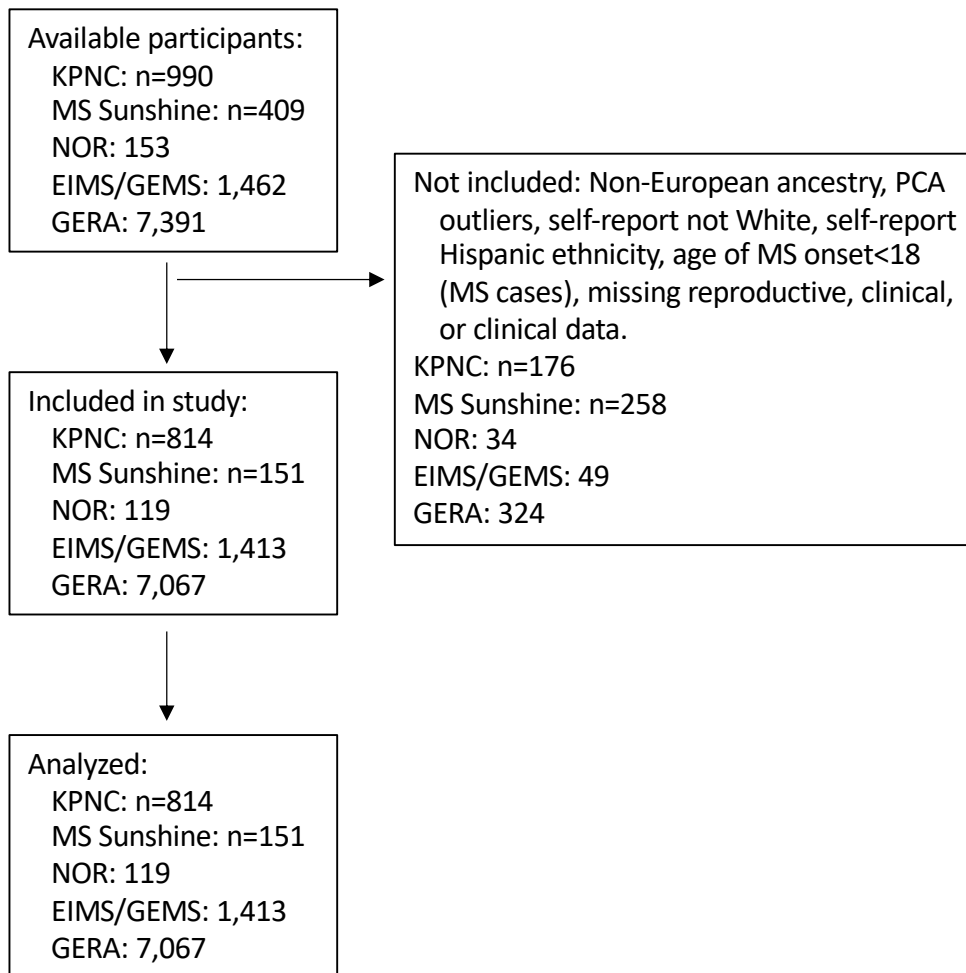 Available participants:
KPNC: n=990
MS Sunshine: n=409
NOR: 153
EIMS/GEMS: 1,462
GERA: 7,391
Not included: Non-European ancestry, PCA
outliers, self-report not White, self-report
Hispanic ethnicity, age of MS onset<18
(MS cases), missing reproductive, clinical,
or clinical data.
KPNC: n=176
MS Sunshine: n=258
NOR: 34
EIMS/GEMS: 49
GERA: 324
Included in study:
KPNC: n=814
MS Sunshine: n=151
NOR: 119
EIMS/GEMS: 1,413
GERA: 7,067
Analyzed:
KPNC: n=814
MS Sunshine: n=151
NOR: 119
EIMS/GEMS: 1,413
GERA: 7,067